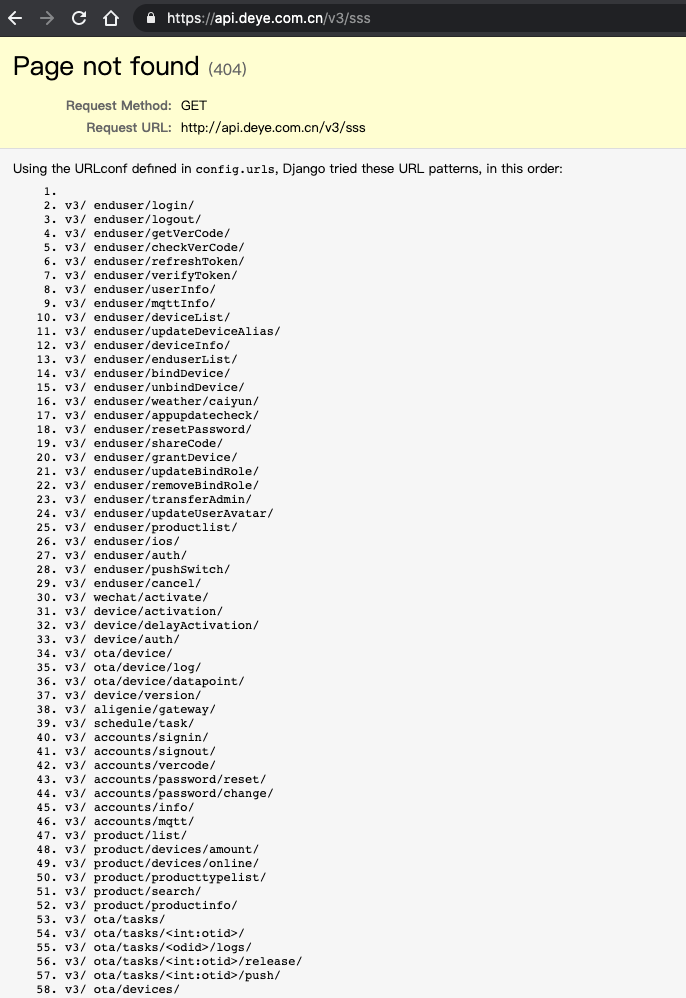 https://api.deye.com.cn/v3/sss
Page not found (404)
Request Method: GET
Request URL: http://api.deye.com.cn/v3/sss
Using the URLconf defined in config.urls, Django tried these URL patterns, in this order:
1.
2. v3/ enduser/login/
3. v3/ enduser/logout/
4. v3/ enduser/getVerCode/
5. v3/ enduser/checkVerCode/
6. v3/ enduser/refreshToken/
7. v3/ enduser/verifyToken/
8. v3/ enduser/userInfo/
9. v3/ enduser/mqttInfo/
10. v3/ enduser/deviceList/
11. v3/ enduser/updateDeviceAlias/
12. v3/ enduser/deviceInfo/
13. v3/ enduser/enduserList/
14. v3/ enduser/bindDevice/
15. v3/ enduser/unbindDevice/
16. v3/ enduser/weather/caiyun/
17. v3/ enduser/appupdatecheck/
18. v3/ enduser/resetPassword/
19. v3/ enduser/shareCode/
20. v3/ enduser/grantDevice/
21. v3/ enduser/updateBindRole/
22. v3/ enduser/removeBindRole/
23. v3/ enduser/transferAdmin/
24. v3/ enduser/updateUserAvatar/
25. v3/ enduser/productlist/
26. v3/ enduser/ios/
27. v3/ enduser/auth/
28. v3/ enduser/pushSwitch/
29. v3/ enduser/cancel/
30. v3/ wechat/activate/
31. v3/ device/activation/
32. v3/ device/delayActivation/
33. v3/ device/auth/
34. v3/ ota/device/
35. v3/ ota/device/log/
36. v3/ ota/device/datapoint/
37. v3/ device/version/
38. v3/ aligenie/gateway/
39. v3/ schedule/task/
40. v3/ accounts/signin/
41. v3/ accounts/signout/
42. v3/ accounts/vercode/
43. v3/ accounts/password/reset/
44. v3/ accounts/password/change/
45. v3/ accounts/info/
46. v3/ accounts/mqtt/
47. v3/ product/list/
48. v3/ product/devices/amount/
49. v3/ product/devices/online/
50. v3/ product/producttypelist/
51. v3/ product/search/
52. v3/ product/productinfo/
53. v3/ ota/tasks/
54. v3/ ota/tasks/<int:otid>/
55. v3/ ota/tasks/<odid>/logs/
56. v3/ ota/tasks/<int:otid>/release/
57. v3/ ota/tasks/<int:otid>/push/
58. v3/ ota/devices/